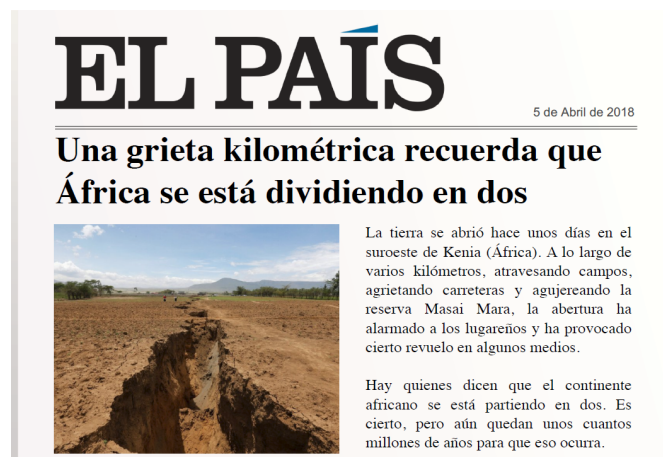 EL PAÍS
5 de Abril de 2018
Una grieta kilométrica recuerda que
África se está dividiendo en dos
La tierra se abrió hace unos días en el
suroeste de Kenia (África). A lo largo de
varios kilómetros, atravesando campos,
agrietando carreteras y agujereando la
reserva Masai Mara, la abertura ha
alarmado a los lugareños y ha provocado
cierto revuelo en algunos medios.
Hay quienes dicen que el continente
africano se está partiendo en dos. Es
cierto, pero aún quedan unos cuantos
millones de años para que eso ocurra.